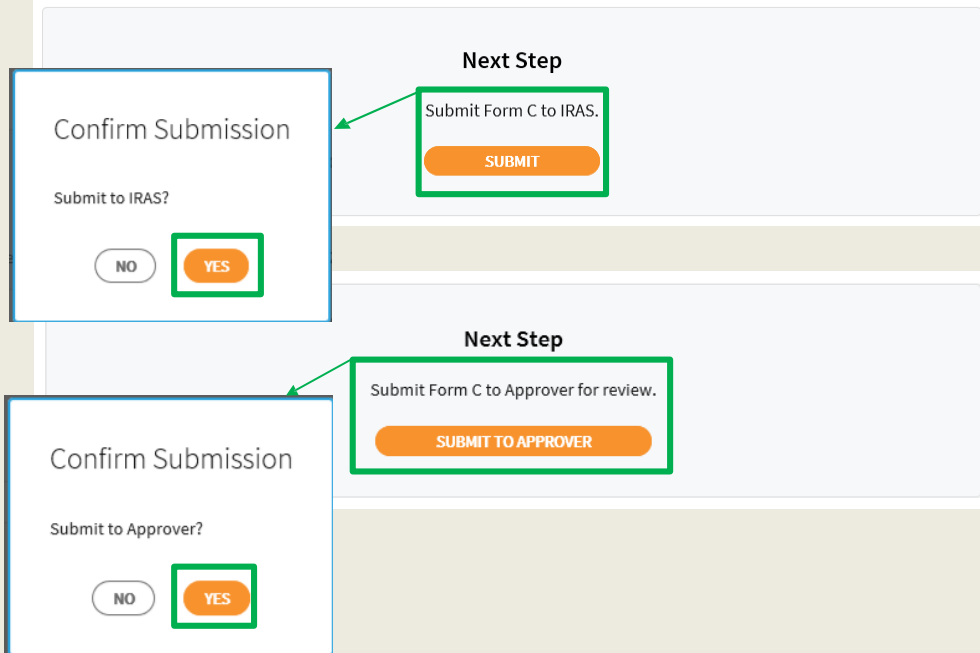 Next Step
Submit Form C to IRAS.
SUBMIT
Confirm Submission
Submit to IRAS?
NO
YES
Next Step
Submit Form C to Approver for review.
SUBMIT TO APPROVER
Confirm Submission
Submit to Approver?
NO
YES